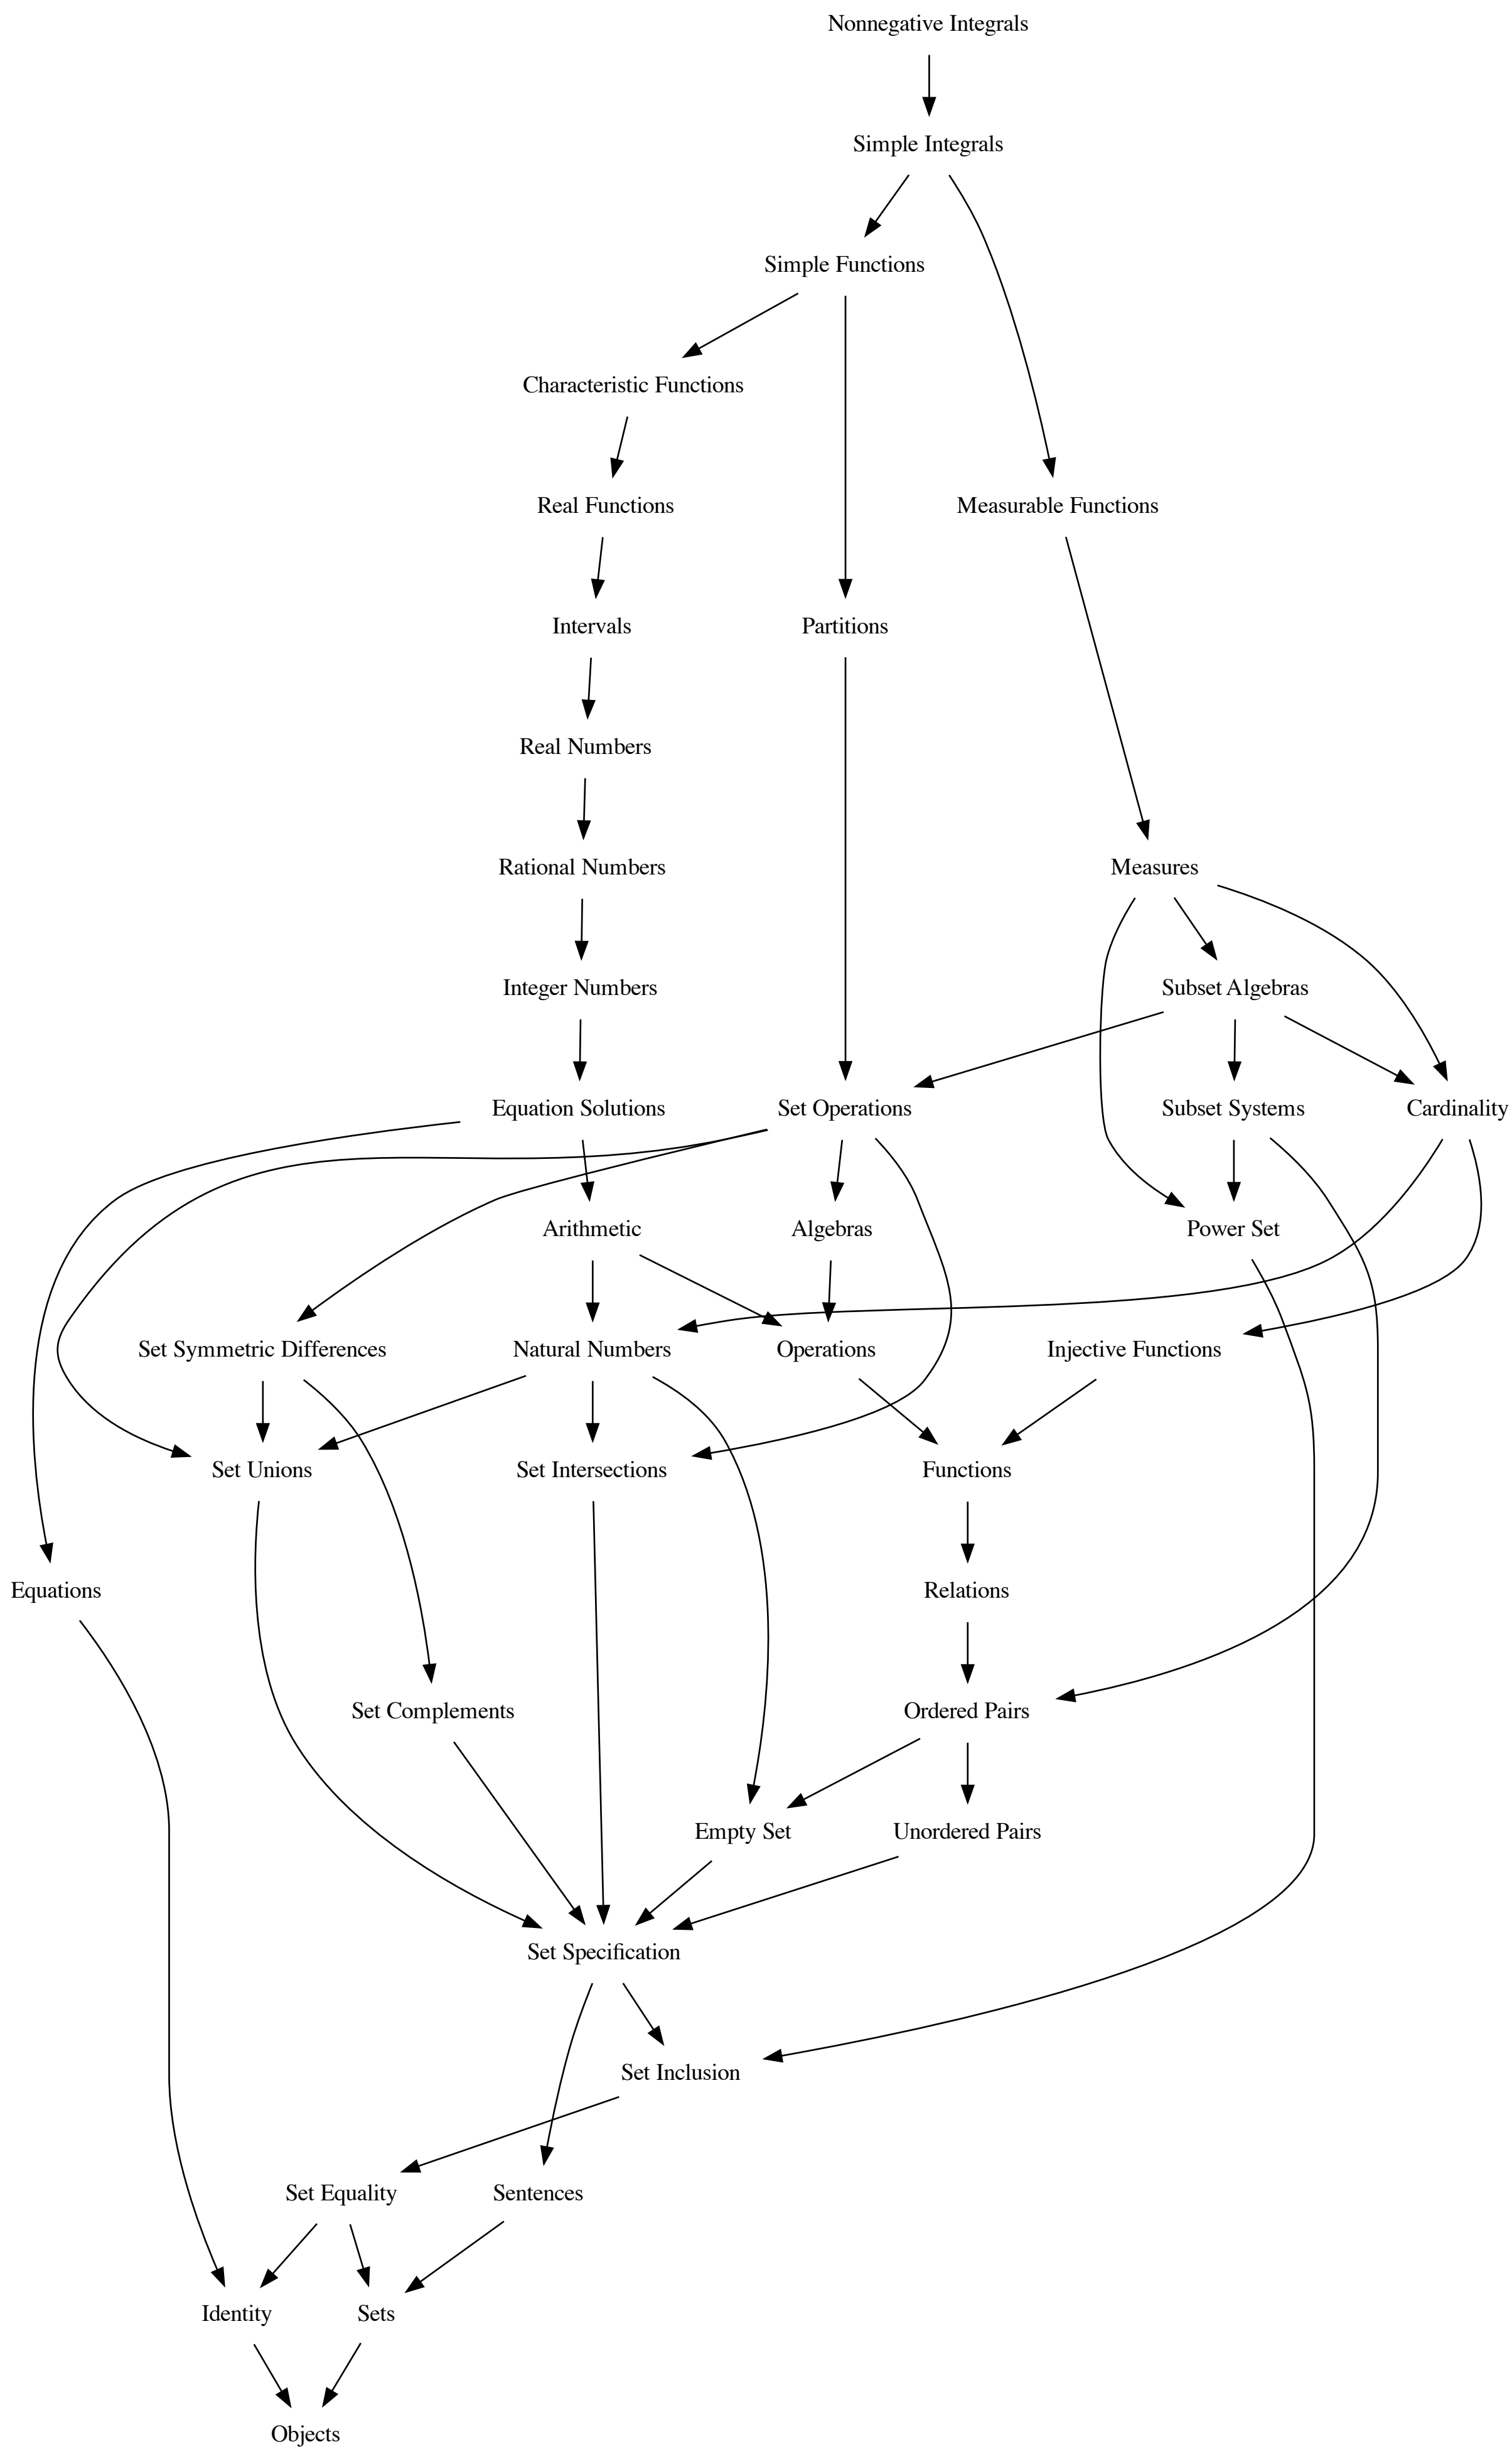 Nonnegative Integrals
Simple Integrals
Simple Functions
Characteristic Functions
Real Functions
Measurable Functions
Intervals
Partitions
Real Numbers
Rational Numbers
Measures
Integer Numbers
Subset Algebras
Equation Solutions
Set Operations
Subset Systems
Cardinality
Arithmetic
Algebras
Power Set
Set Symmetric Differences
Natural Numbers
Operations
Injective Functions
Set Unions
Set Intersections
Functions
Equations
Relations
Set Complements
Ordered Pairs
Empty Set
Unordered Pairs
Set Specification
Set Inclusion
Set Equality
Sentences
Identity
Sets
Objects